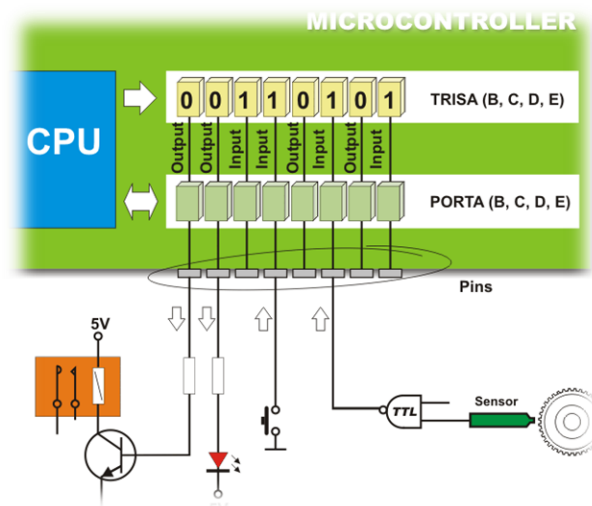 MICROCONTROLLER
CPU
0 0 1 1 0 1 0 1
TRISA (B, C, D, E)
Output Output Input Input Output Input Output Input
PORTA (B, C, D, E)
Pins
5V
TTL
Sensor